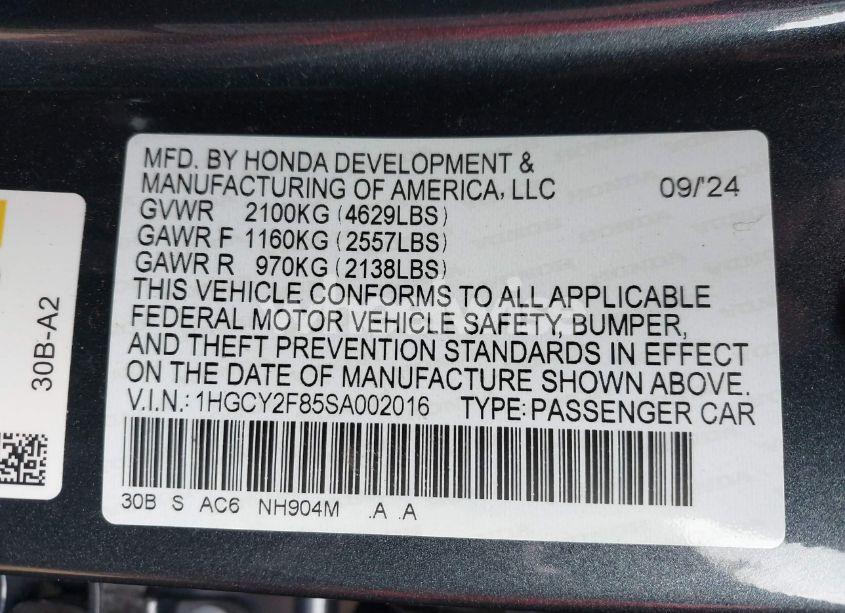 MFD. BY HONDA DEVELOPMENT &
MANUFACTURING OF AMERICA, LLC 09/'24
GVWR 2100KG (4629LBS)
GAWR F 1160KG (2557LBS)
GAWR R 970KG (2138LBS)
THIS VEHICLE CONFORMS TO ALL APPLICABLE
FEDERAL MOTOR VEHICLE SAFETY, BUMPER,
AND THEFT PREVENTION STANDARDS IN EFFECT
ON THE DATE OF MANUFACTURE SHOWN ABOVE.
V.I.N.: 1HGCY2F85SA002016 TYPE: PASSENGER CAR
30B S AC6 NH904M .A .A
30B-A2